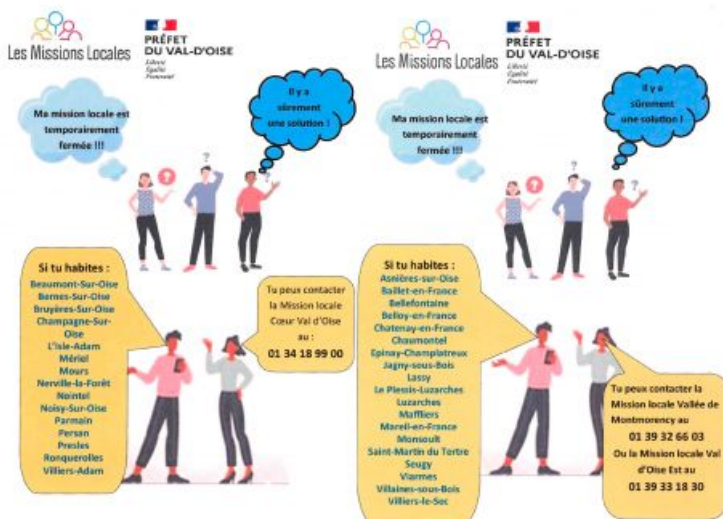 Les Missions Locales
PRÉFET
DU VAL-D'OISE
Liberté
Égalité
Fraternité
Ma mission locale est
temporairement
fermée !!!
Il y a
sûrement
une solution !
?
?
?
Si tu habites :
Beaumont-Sur-Oise
Bernes-Sur-Oise
Bruyères-Sur-Oise
Champagne-Sur-
Oise
L'Isle-Adam
Mériel
Mours
Nerville-la-Forêt
Nointel
Noisy-Sur-Oise
Parmain
Persan
Presles
Ronquerolles
Villiers-Adam
Tu peux contacter
la Mission locale
Cœur Val d'Oise
au :
01 34 18 99 00
Les Missions Locales
PRÉFET
DU VAL-D'OISE
Liberté
Égalité
Fraternité
Ma mission locale est
temporairement
fermée !!!
Il y a
sûrement
une solution !
?
?
?
Si tu habites :
Asnières-sur-Oise
Baillet-en-France
Bellefontaine
Belloy-en-France
Chatenay-en-France
Chaumontel
Epinay-Champlatreux
Jagny-sous-Bois
Lassy
Le Plessis-Luzarches
Luzarches
Maffliers
Mareil-en-France
Monsoult
Saint-Martin du Tertre
Seugy
Viarmes
Villaines-sous-Bois
Villiers-le-Sec
Tu peux contacter la
Mission locale Vallée de
Montmorency au
01 39 32 66 03
Ou la Mission locale Val
d'Oise Est au
01 39 33 18 30